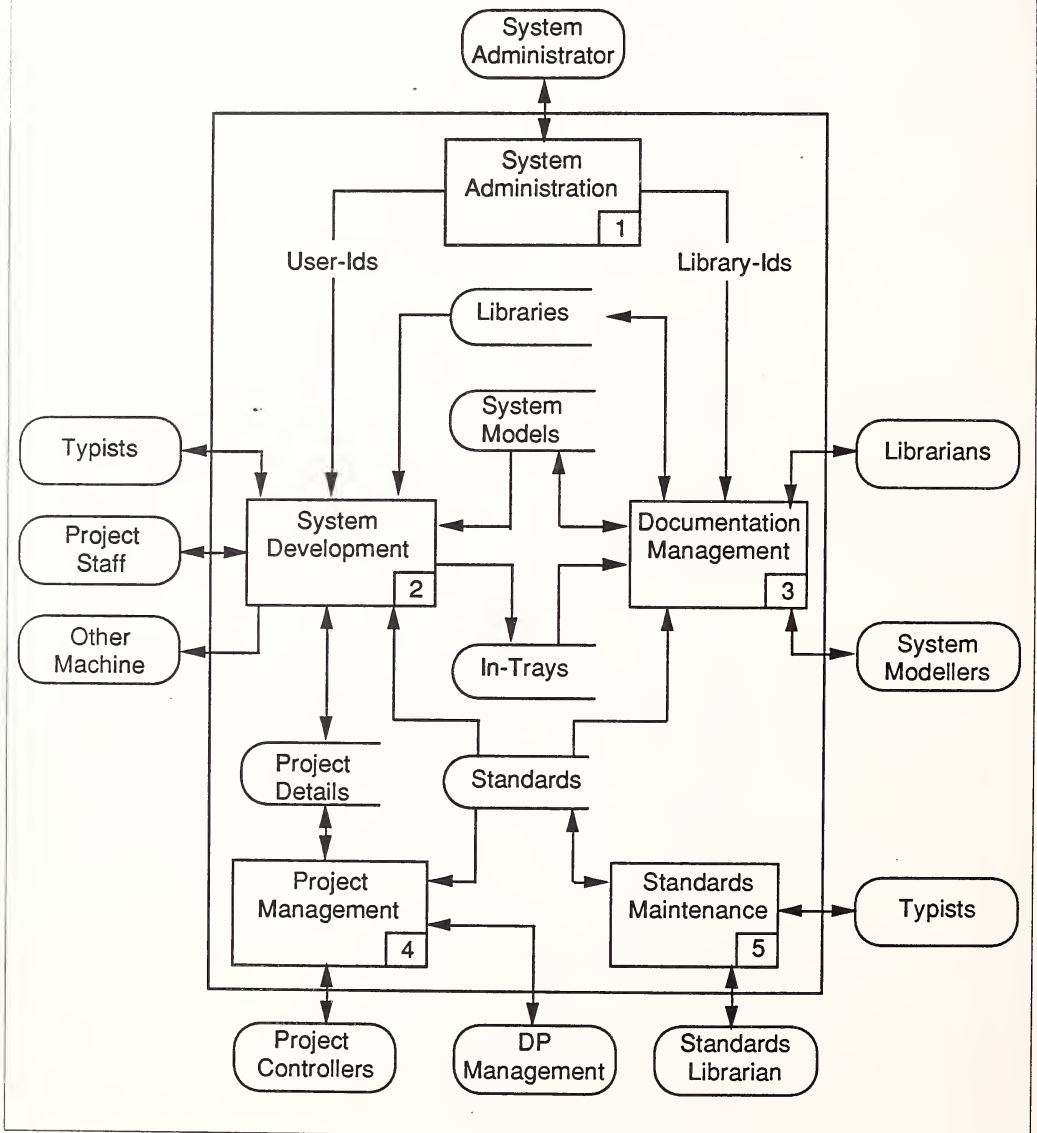 System
Administrator
System
Administration
1
User-Ids
Library-Ids
Libraries
System
Models
Typists
Librarians
System
Development
2
Documentation
Management
3
Project
Staff
Other
Machine
In-Trays
System
Modellers
Project
Details
Standards
Project
Management
4
Standards
Maintenance
5
Typists
Project
Controllers
DP
Management
Standards
Librarian